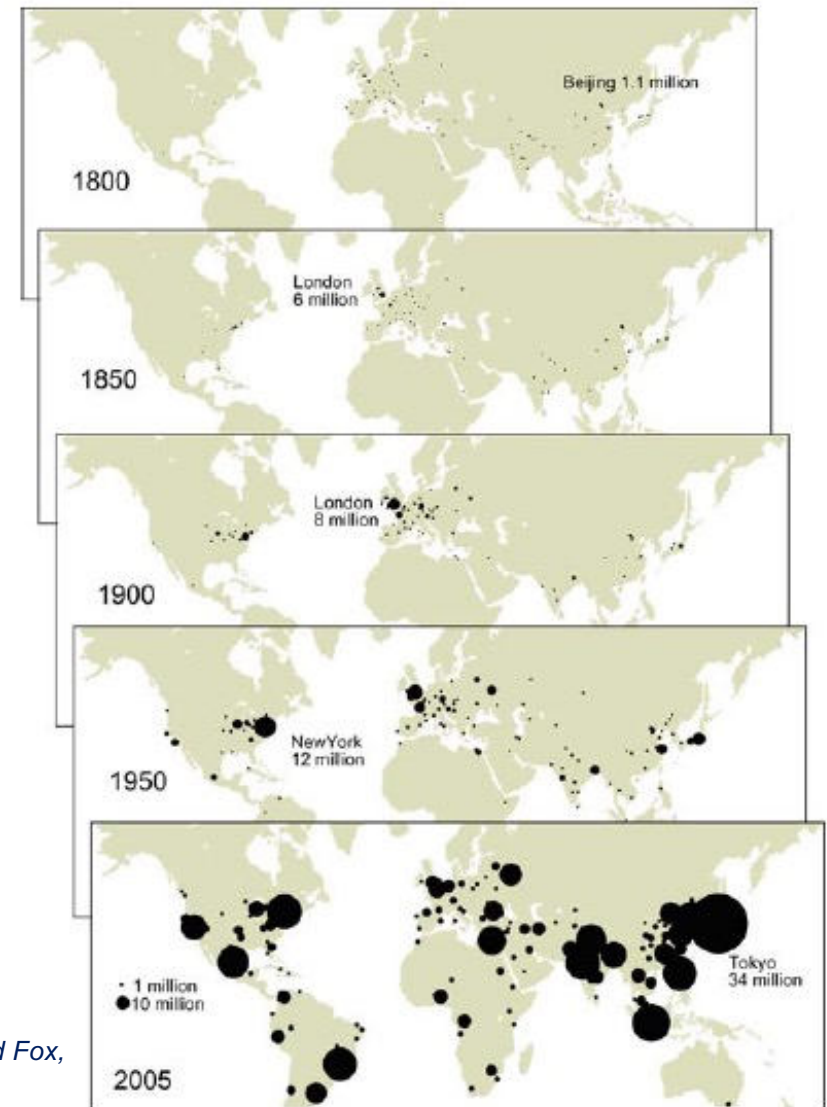 Beijing 1.1 million
1800
London
6 million
1850
London
8 million
1900
NewYork
12 million
1950
Tokyo
34 million
1 million
10 million
2005
d Fox,